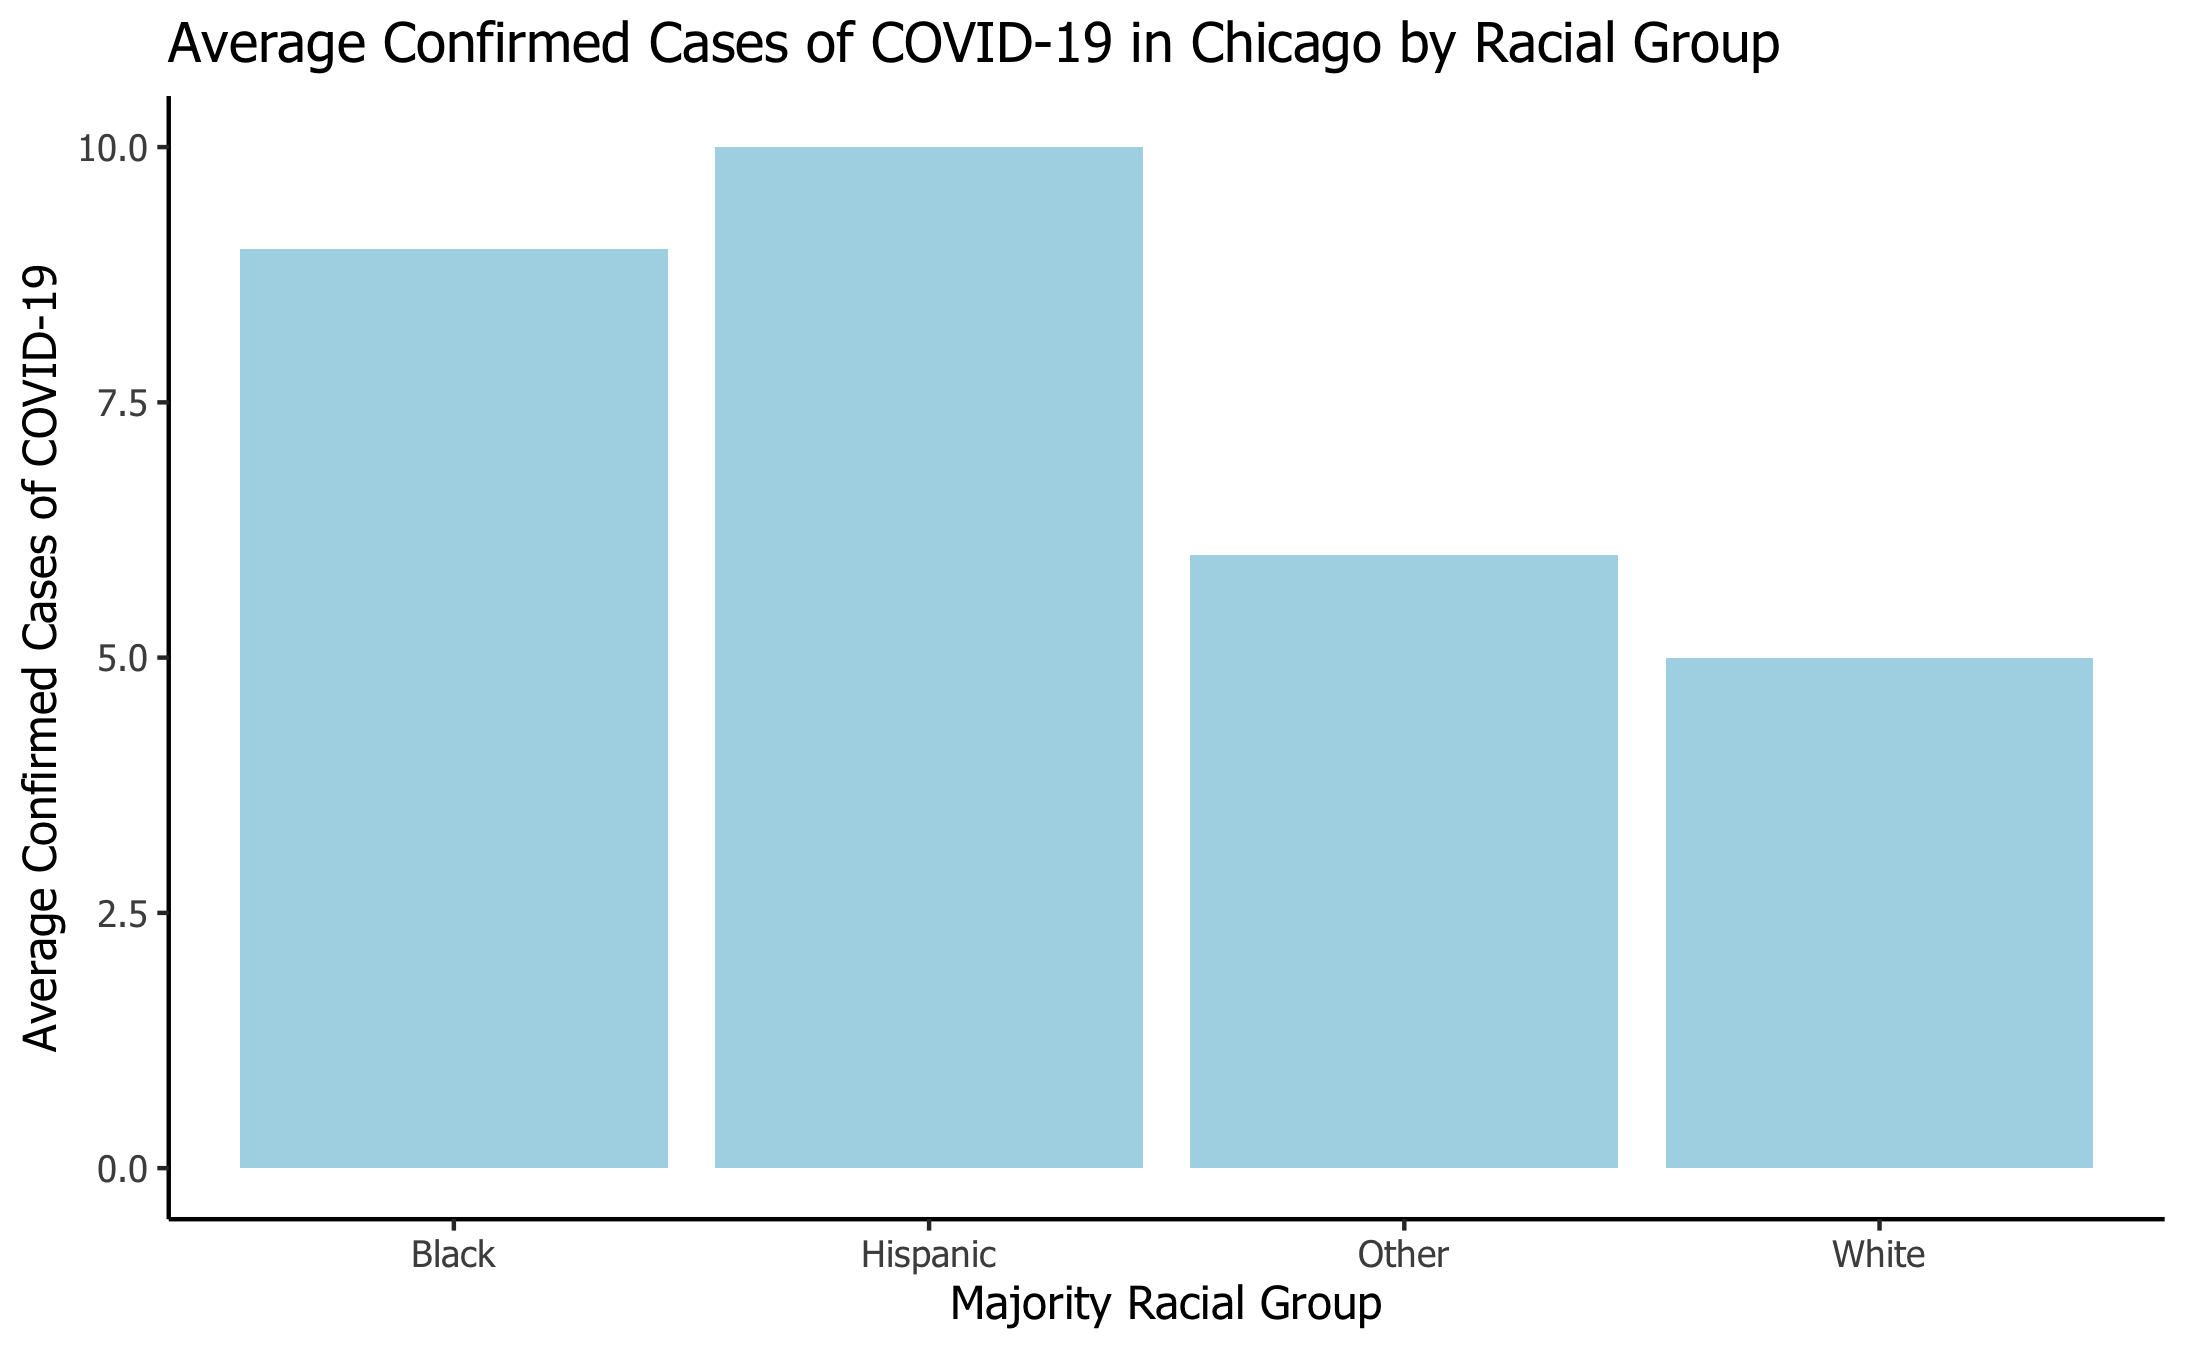 Average Confirmed Cases of COVID-19 in Chicago by Racial Group
Average Confirmed Cases of COVID-19
10.0
7.5
5.0
2.5
0.0
Black Hispanic Other White
Majority Racial Group